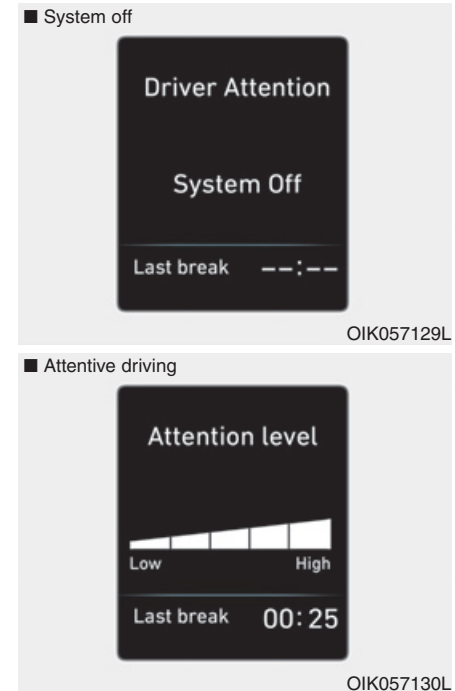 ■ System off
Driver Attention
System Off
Last break --:--
OIK057129L
■ Attentive driving
Attention level
Low High
Last break 00:25
OIK057130L